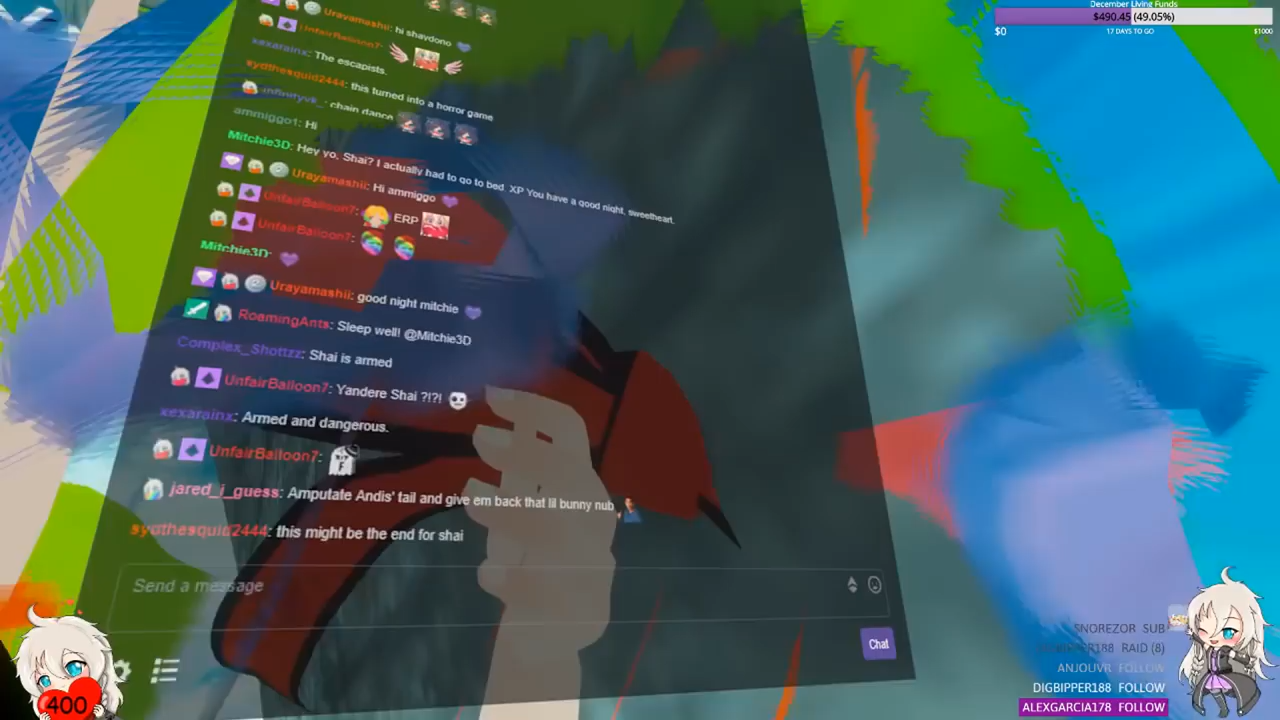 Urayamashii: hi shaydono
UnfairBalloon7:
xexarainx: The escapists.
syothesquid2444: this turned into a horror game
infinityvk_: chain dance
ammiggo1: Hi
Mitchie3D: Hey yo, Shai? I actually had to go to bed. XP You have a good night, sweetheart.
Urayamashii: Hi ammiggo
UnfairBalloon7: ERP
UnfairBalloon7:
Mitchie3D:
Urayamashii: good night mitchie
RoamingAnts: Sleep well! @Mitchie3D
Complex_Shottzz: Shai is armed
UnfairBalloon7: Yandere Shai ?!?!
xexarainx: Armed and dangerous.
UnfairBalloon7:
jared_i_guess: Amputate Andis' tail and give em back that lil bunny nub
syothesquid2444: this might be the end for shai
Send a message
Chat
400
December Living Funds
$490.45 (49.05%)
$0 17 DAYS TO GO $1000
SNOREZOR SUB
RAID (8)
ANJOUVR FOLLOW
DIGBIPPER188 FOLLOW
ALEXGARCIA178 FOLLOW